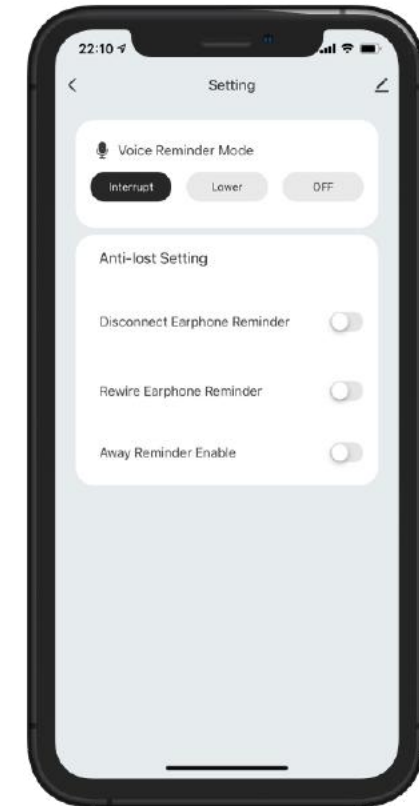 22:10
Setting
Voice Reminder Mode
Interrupt
Lower
OFF
Anti-lost Setting
Disconnect Earphone Reminder
Rewire Earphone Reminder
Away Reminder Enable